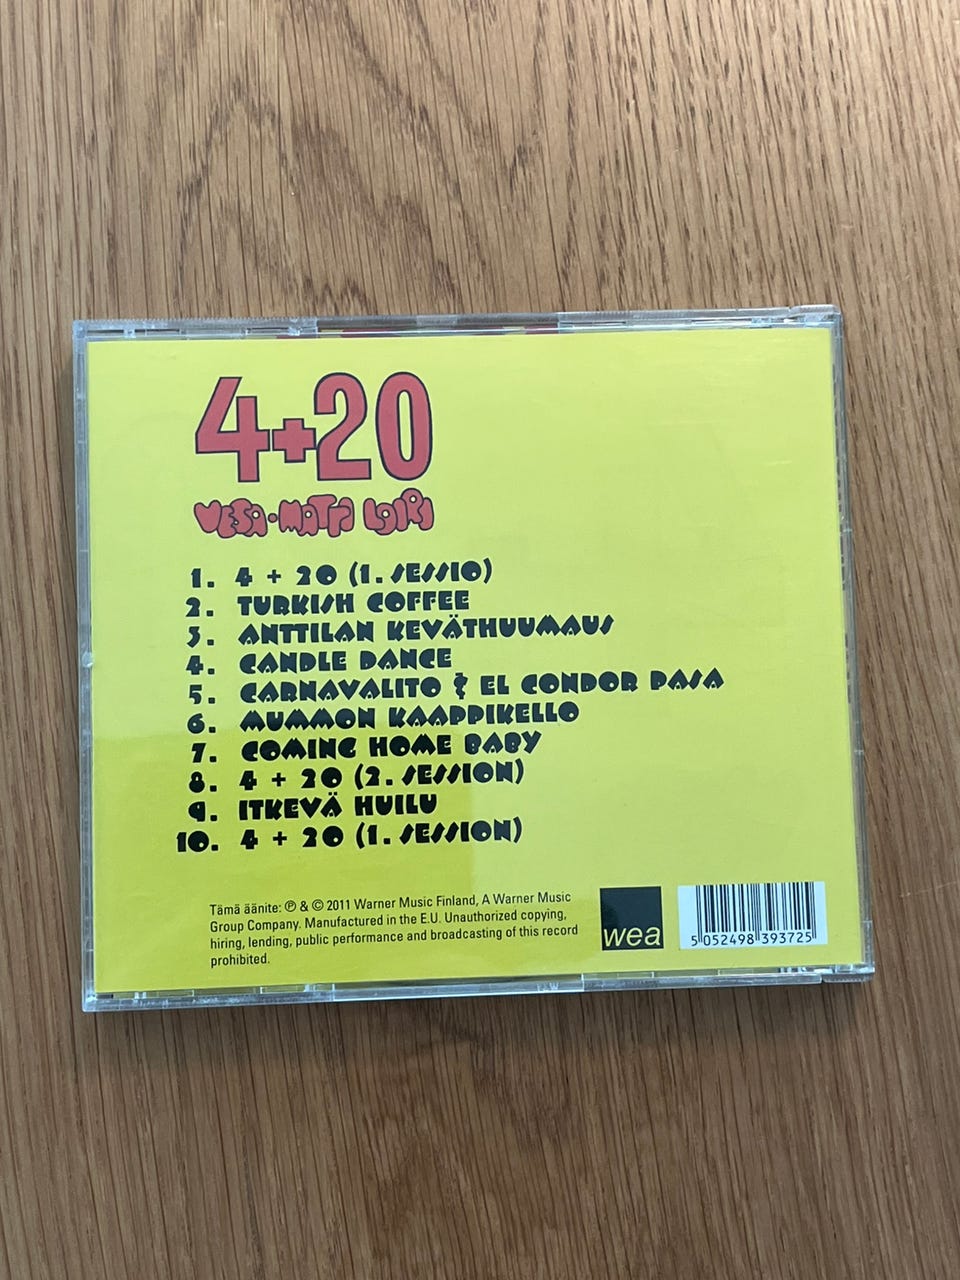 4+20
VESA-MATTI LOIRI
1. 4 + 20 (1. SESSIO)
2. TURKISH COFFEE
3. ANTTILAN KEVÄTHUUMAUS
4. CANDLE DANCE
5. CARNAVALITO & EL CONDOR PASA
6. MUMMON KAAPPIKELLO
7. COMING HOME BABY
8. 4 + 20 (2. SESSION)
9. ITKEVÄ HUILU
10. 4 + 20 (1. SESSION)
Tämä äänite: ℗ & © 2011 Warner Music Finland, A Warner Music
Group Company. Manufactured in the E.U. Unauthorized copying,
hiring, lending, public performance and broadcasting of this record
prohibited.
wea
5 052498 393725